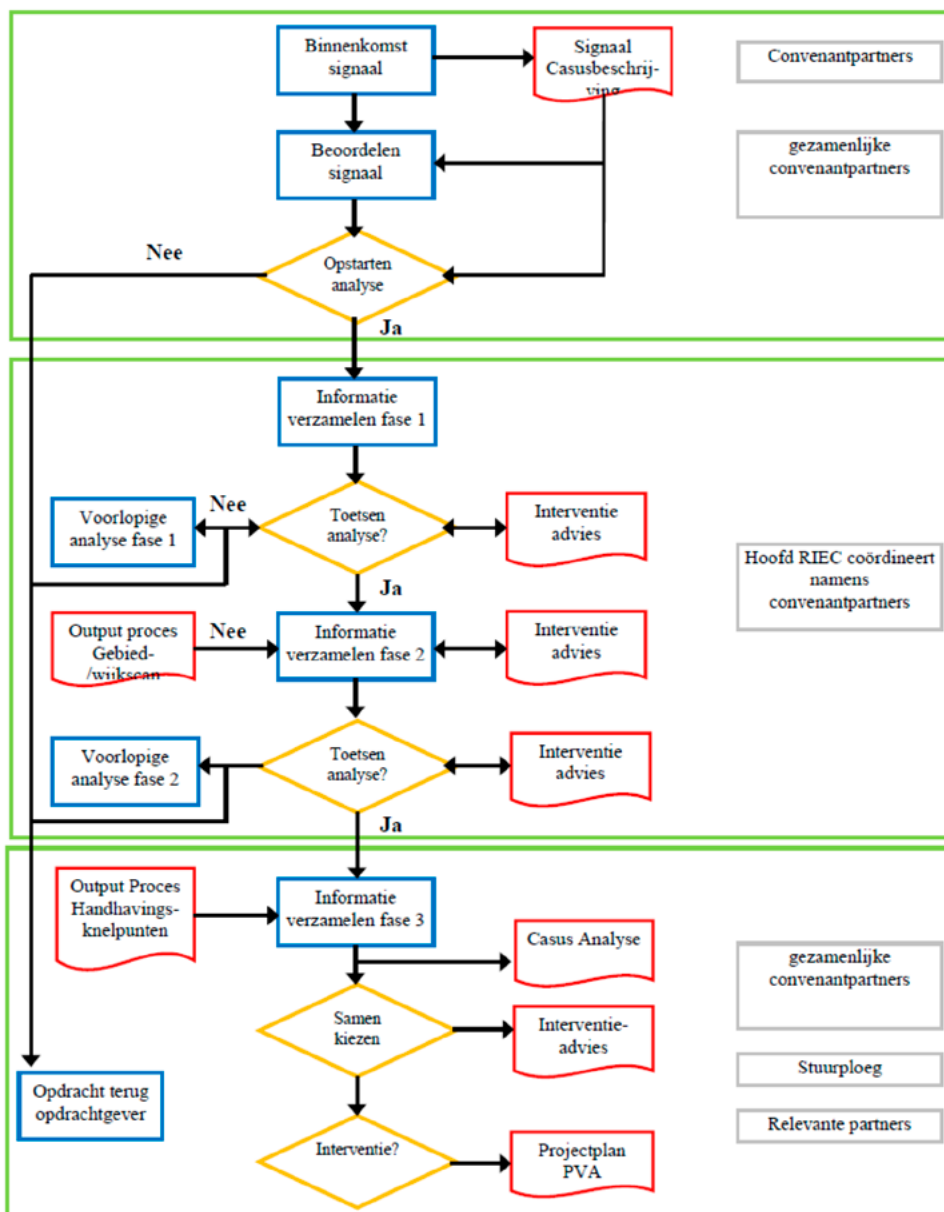 Binnenkomst
signaal
Signaal
Casusbeschrij-
ving
Convenantpartners
Beoordelen
signaal
gezamenlijke
convenantpartners
Nee
Opstarten
analyse
Ja
Informatie
verzamelen fase 1
Voorlopige
analyse fase 1
Nee
Toetsen
analyse?
Interventie
advies
Hoofd RIEC coördineert
namens
convenantpartners
Ja
Output proces
Gebied-
/wijkscan
Nee
Informatie
verzamelen fase 2
Interventie
advies
Voorlopige
analyse fase 2
Toetsen
analyse?
Interventie
advies
Ja
Output Proces
Handhavings-
knelpunten
Informatie
verzamelen fase 3
Casus Analyse
gezamenlijke
convenantpartners
Samen
kiezen
Interventie-
advies
Stuurploeg
Opdracht terug
opdrachtgever
Relevante partners
Interventie?
Projectplan
PVA